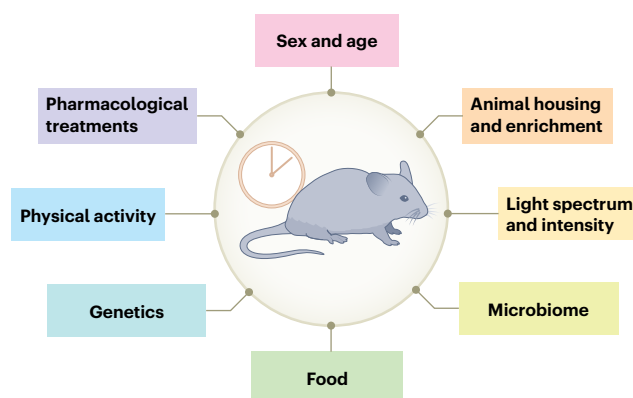 Sex and age
Pharmacological
treatments
Animal housing
and enrichment
Physical activity
Light spectrum
and intensity
Genetics
Microbiome
Food